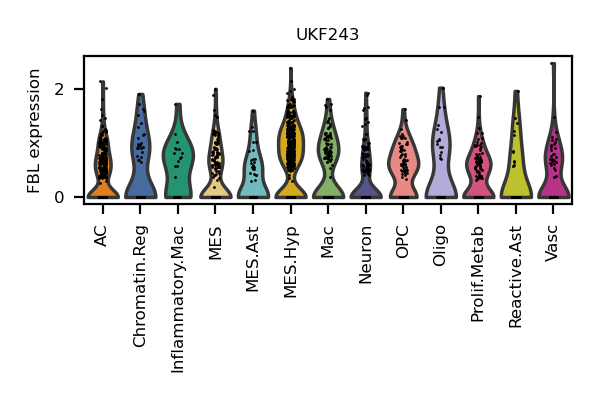 UKF243
FBL expression
2
0
AC
Chromatin.Reg
Inflammatory.Mac
MES
MES.Ast
MES.Hyp
Mac
Neuron
OPC
Oligo
Prolif.Metab
Reactive.Ast
Vasc